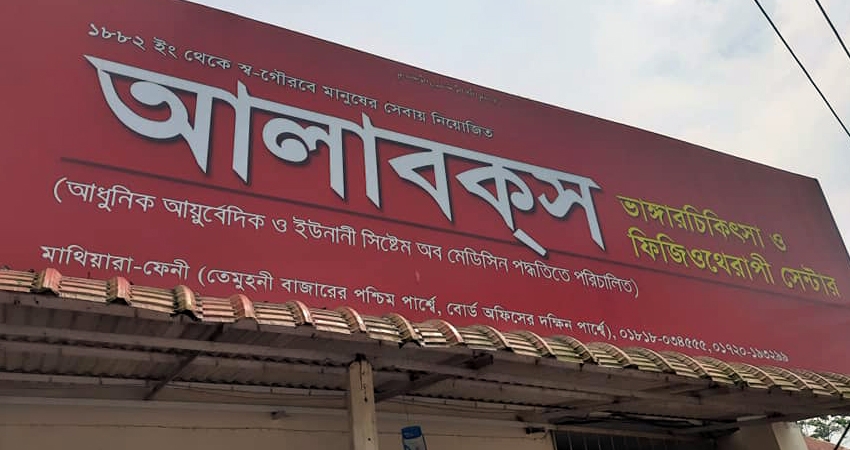 ১৮৮২ ইং থেকে স্ব-গৌরবে মানুষের সেবায় নিয়োজিত
আলাবক্স
ভাঙ্গারচিকিৎসা ও
ফিজিওথেরাপী সেন্টার
(আধুনিক আয়ুর্বেদিক ও ইউনানী সিষ্টেম অব মেডিসিন পদ্ধতিতে পরিচালিত)
মাথিয়ারা-ফেনী (তেমুহনী বাজারের পশ্চিম পার্শ্বে, বোর্ড অফিসের দক্ষিন পার্শ্বে), ০১৮১৮-০৩৪৫৫৫, ০১৭২০-১৯৩২৯৯